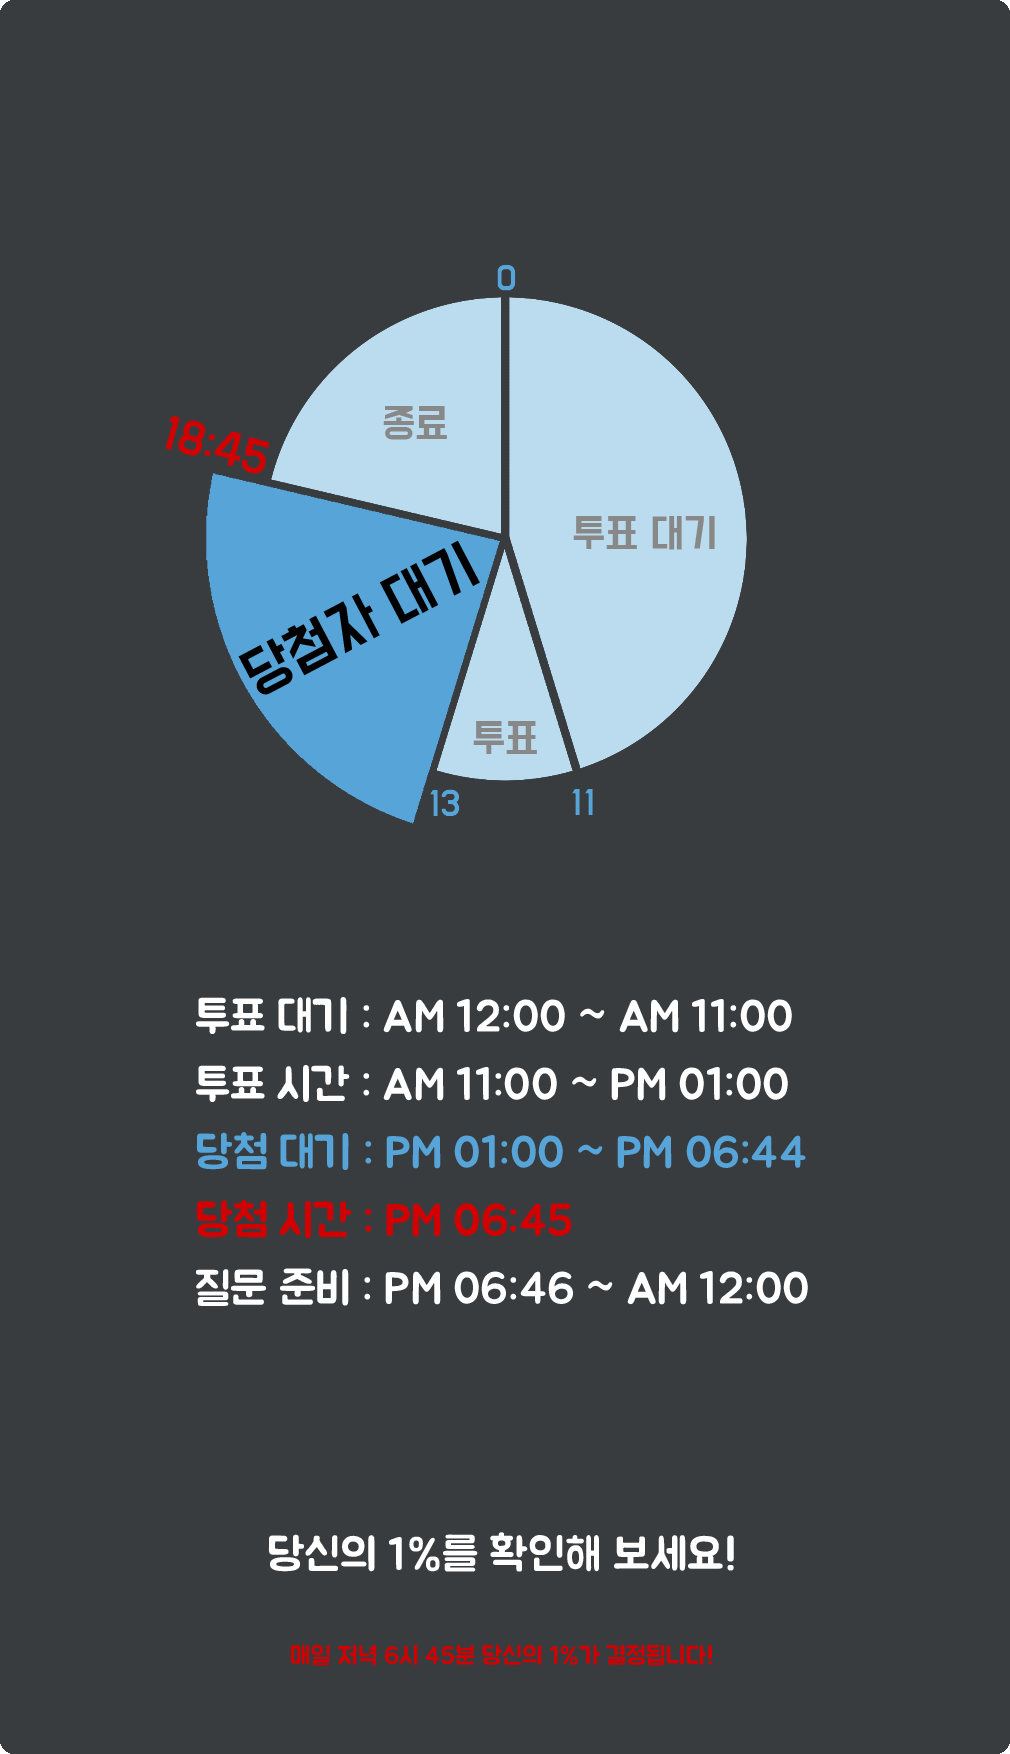 0
종료
18:45
투표 대기
당첨자 대기
투표
13
11
투표 대기 : AM 12:00 ~ AM 11:00
투표 시간 : AM 11:00 ~ PM 01:00
당첨 대기 : PM 01:00 ~ PM 06:44
당첨 시간 : PM 06:45
질문 준비 : PM 06:46 ~ AM 12:00
당신의 1%를 확인해 보세요!
매일 저녁 6시 45분 당신의 1%가 결정됩니다!